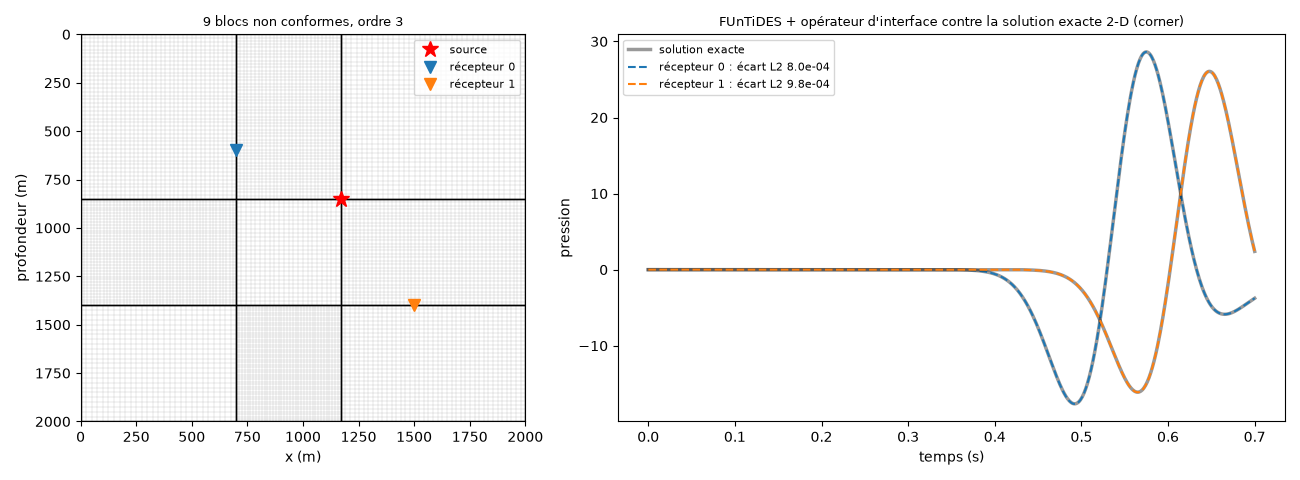 9 blocs non conformes, ordre 3
0
250
500
750
1000
1250
1500
1750
2000
profondeur (m)
source
récepteur 0
récepteur 1
0 250 500 750 1000 1250 1500 1750 2000
x (m)
FUnTiDES + opérateur d'interface contre la solution exacte 2-D (corner)
30
20
10
0
−10
pression
solution exacte
récepteur 0 : écart L2 8.0e-04
récepteur 1 : écart L2 9.8e-04
0.0 0.1 0.2 0.3 0.4 0.5 0.6 0.7
temps (s)